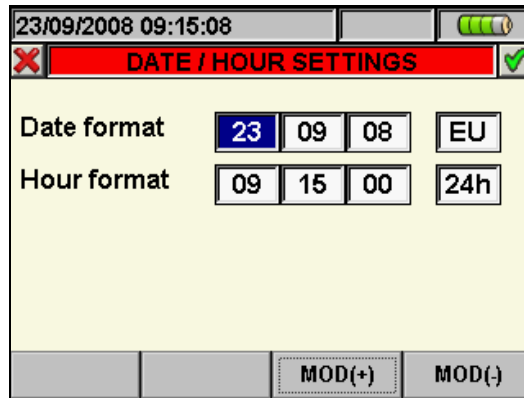 23/09/2008 09:15:08
DATE / HOUR SETTINGS
Date format 23 09 08 EU
Hour format 09 15 00 24h
MOD(+) MOD(-)